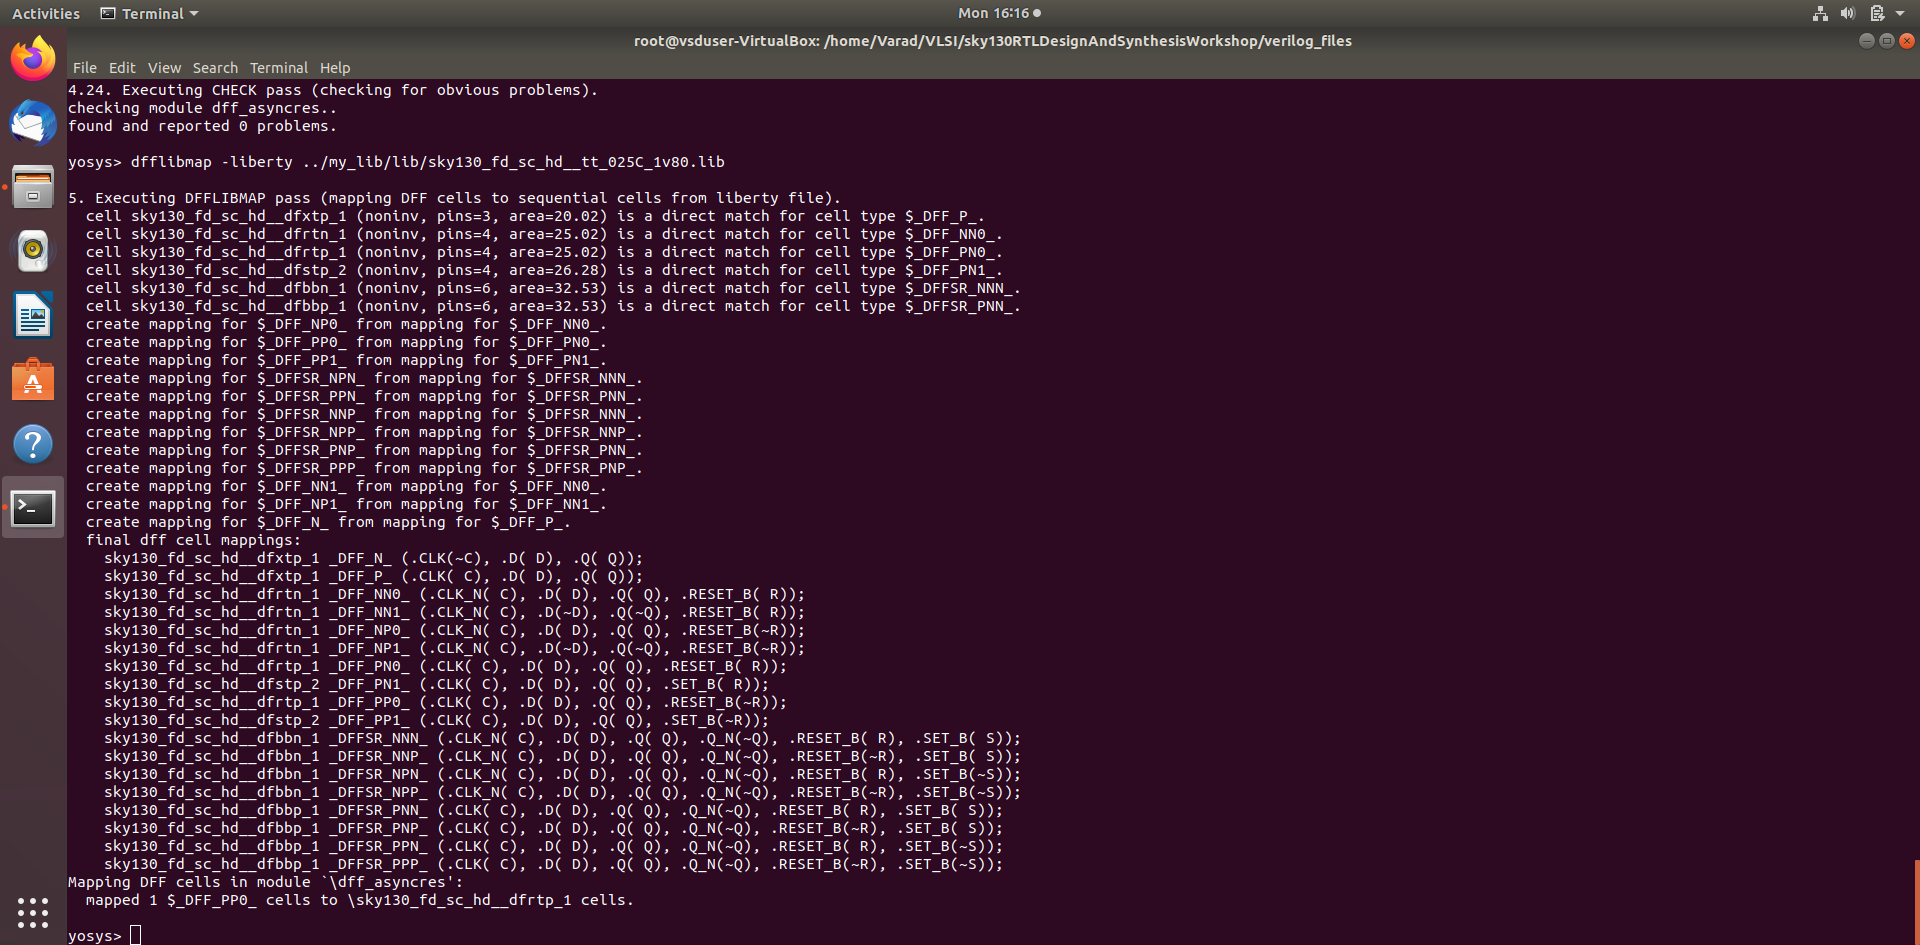 Activities Terminal Mon 16:16
root@vsduser-VirtualBox: /home/Varad/VLSI/sky130RTLDesignAndSynthesisWorkshop/verilog_files
File Edit View Search Terminal Help
4.24. Executing CHECK pass (checking for obvious problems).
checking module dff_asyncres..
found and reported 0 problems.
yosys> dfflibmap -liberty ../my_lib/lib/sky130_fd_sc_hd__tt_025C_1v80.lib
5. Executing DFFLIBMAP pass (mapping DFF cells to sequential cells from liberty file).
cell sky130_fd_sc_hd__dfxtp_1 (noninv, pins=3, area=20.02) is a direct match for cell type $_DFF_P_.
cell sky130_fd_sc_hd__dfrtn_1 (noninv, pins=4, area=25.02) is a direct match for cell type $_DFF_NN0_.
cell sky130_fd_sc_hd__dfrtp_1 (noninv, pins=4, area=25.02) is a direct match for cell type $_DFF_PN0_.
cell sky130_fd_sc_hd__dfstp_2 (noninv, pins=4, area=26.28) is a direct match for cell type $_DFF_PN1_.
cell sky130_fd_sc_hd__dfbbn_1 (noninv, pins=6, area=32.53) is a direct match for cell type $_DFFSR_NNN_.
cell sky130_fd_sc_hd__dfbbp_1 (noninv, pins=6, area=32.53) is a direct match for cell type $_DFFSR_PNN_.
create mapping for $_DFF_NP0_ from mapping for $_DFF_NN0_.
create mapping for $_DFF_PP0_ from mapping for $_DFF_PN0_.
create mapping for $_DFF_PP1_ from mapping for $_DFF_PN1_.
create mapping for $_DFFSR_NPN_ from mapping for $_DFFSR_NNN_.
create mapping for $_DFFSR_PPN_ from mapping for $_DFFSR_PNN_.
create mapping for $_DFFSR_NNP_ from mapping for $_DFFSR_NNN_.
create mapping for $_DFFSR_NPP_ from mapping for $_DFFSR_NNP_.
create mapping for $_DFFSR_PNP_ from mapping for $_DFFSR_PNN_.
create mapping for $_DFFSR_PPP_ from mapping for $_DFFSR_PNP_.
create mapping for $_DFF_NN1_ from mapping for $_DFF_NN0_.
create mapping for $_DFF_NP1_ from mapping for $_DFF_NN1_.
create mapping for $_DFF_N_ from mapping for $_DFF_P_.
final dff cell mappings:
sky130_fd_sc_hd__dfxtp_1 _DFF_N_ (.CLK(~C), .D( D), .Q( Q));
sky130_fd_sc_hd__dfxtp_1 _DFF_P_ (.CLK( C), .D( D), .Q( Q));
sky130_fd_sc_hd__dfrtn_1 _DFF_NN0_ (.CLK_N( C), .D( D), .Q( Q), .RESET_B( R));
sky130_fd_sc_hd__dfrtn_1 _DFF_NN1_ (.CLK_N( C), .D(~D), .Q(~Q), .RESET_B( R));
sky130_fd_sc_hd__dfrtn_1 _DFF_NP0_ (.CLK_N( C), .D( D), .Q( Q), .RESET_B(~R));
sky130_fd_sc_hd__dfrtn_1 _DFF_NP1_ (.CLK_N( C), .D(~D), .Q(~Q), .RESET_B(~R));
sky130_fd_sc_hd__dfrtp_1 _DFF_PN0_ (.CLK( C), .D( D), .Q( Q), .RESET_B( R));
sky130_fd_sc_hd__dfstp_2 _DFF_PN1_ (.CLK( C), .D( D), .Q( Q), .SET_B( R));
sky130_fd_sc_hd__dfrtp_1 _DFF_PP0_ (.CLK( C), .D( D), .Q( Q), .RESET_B(~R));
sky130_fd_sc_hd__dfstp_2 _DFF_PP1_ (.CLK( C), .D( D), .Q( Q), .SET_B(~R));
sky130_fd_sc_hd__dfbbn_1 _DFFSR_NNN_ (.CLK_N( C), .D( D), .Q( Q), .Q_N(~Q), .RESET_B( R), .SET_B( S));
sky130_fd_sc_hd__dfbbn_1 _DFFSR_NNP_ (.CLK_N( C), .D( D), .Q( Q), .Q_N(~Q), .RESET_B(~R), .SET_B( S));
sky130_fd_sc_hd__dfbbn_1 _DFFSR_NPN_ (.CLK_N( C), .D( D), .Q( Q), .Q_N(~Q), .RESET_B( R), .SET_B(~S));
sky130_fd_sc_hd__dfbbn_1 _DFFSR_NPP_ (.CLK_N( C), .D( D), .Q( Q), .Q_N(~Q), .RESET_B(~R), .SET_B(~S));
sky130_fd_sc_hd__dfbbp_1 _DFFSR_PNN_ (.CLK( C), .D( D), .Q( Q), .Q_N(~Q), .RESET_B( R), .SET_B( S));
sky130_fd_sc_hd__dfbbp_1 _DFFSR_PNP_ (.CLK( C), .D( D), .Q( Q), .Q_N(~Q), .RESET_B(~R), .SET_B( S));
sky130_fd_sc_hd__dfbbp_1 _DFFSR_PPN_ (.CLK( C), .D( D), .Q( Q), .Q_N(~Q), .RESET_B( R), .SET_B(~S));
sky130_fd_sc_hd__dfbbp_1 _DFFSR_PPP_ (.CLK( C), .D( D), .Q( Q), .Q_N(~Q), .RESET_B(~R), .SET_B(~S));
Mapping DFF cells in module `\dff_asyncres':
mapped 1 $_DFF_PP0_ cells to \sky130_fd_sc_hd__dfrtp_1 cells.
yosys>